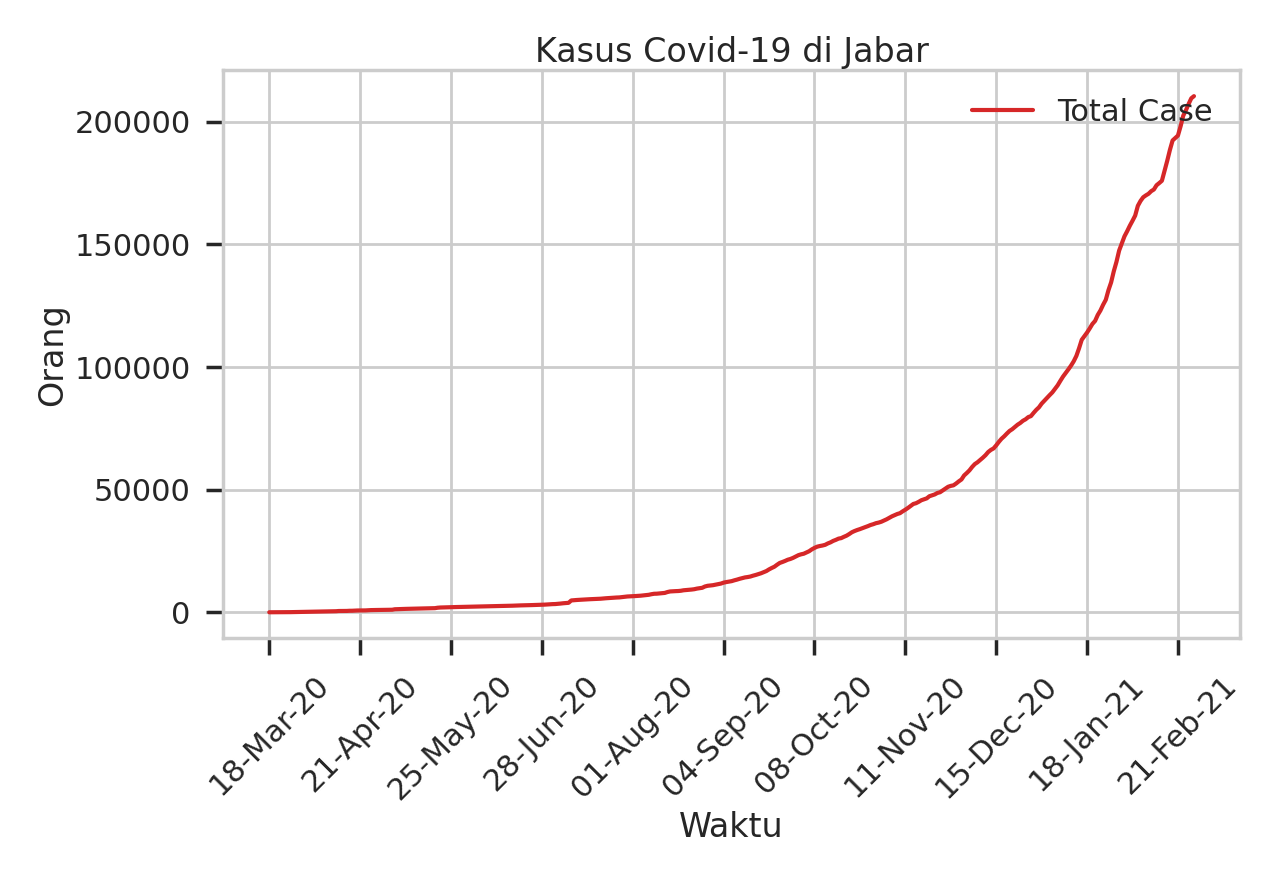 Kasus Covid-19 di Jabar
Total Case
Orang
200000
150000
100000
50000
0
18-Mar-20
21-Apr-20
25-May-20
28-Jun-20
01-Aug-20
04-Sep-20
08-Oct-20
11-Nov-20
15-Dec-20
18-Jan-21
21-Feb-21
Waktu